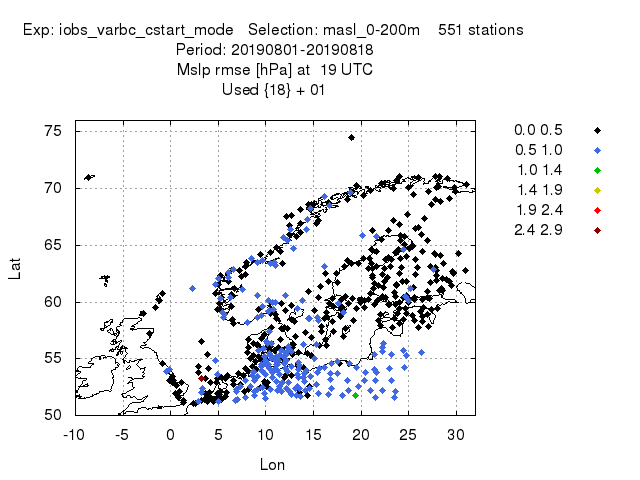 Exp: iobs_varbc_cstart_mode   Selection: masl_0-200m    551 stations
Period: 20190801-20190818
Mslp rmse [hPa] at  19 UTC
Used {18} + 01
0.0 0.5
0.5 1.0
1.0 1.4
1.4 1.9
1.9 2.4
2.4 2.9
75
70
65
60
55
50
Lat
-10 -5 0 5 10 15 20 25 30
Lon